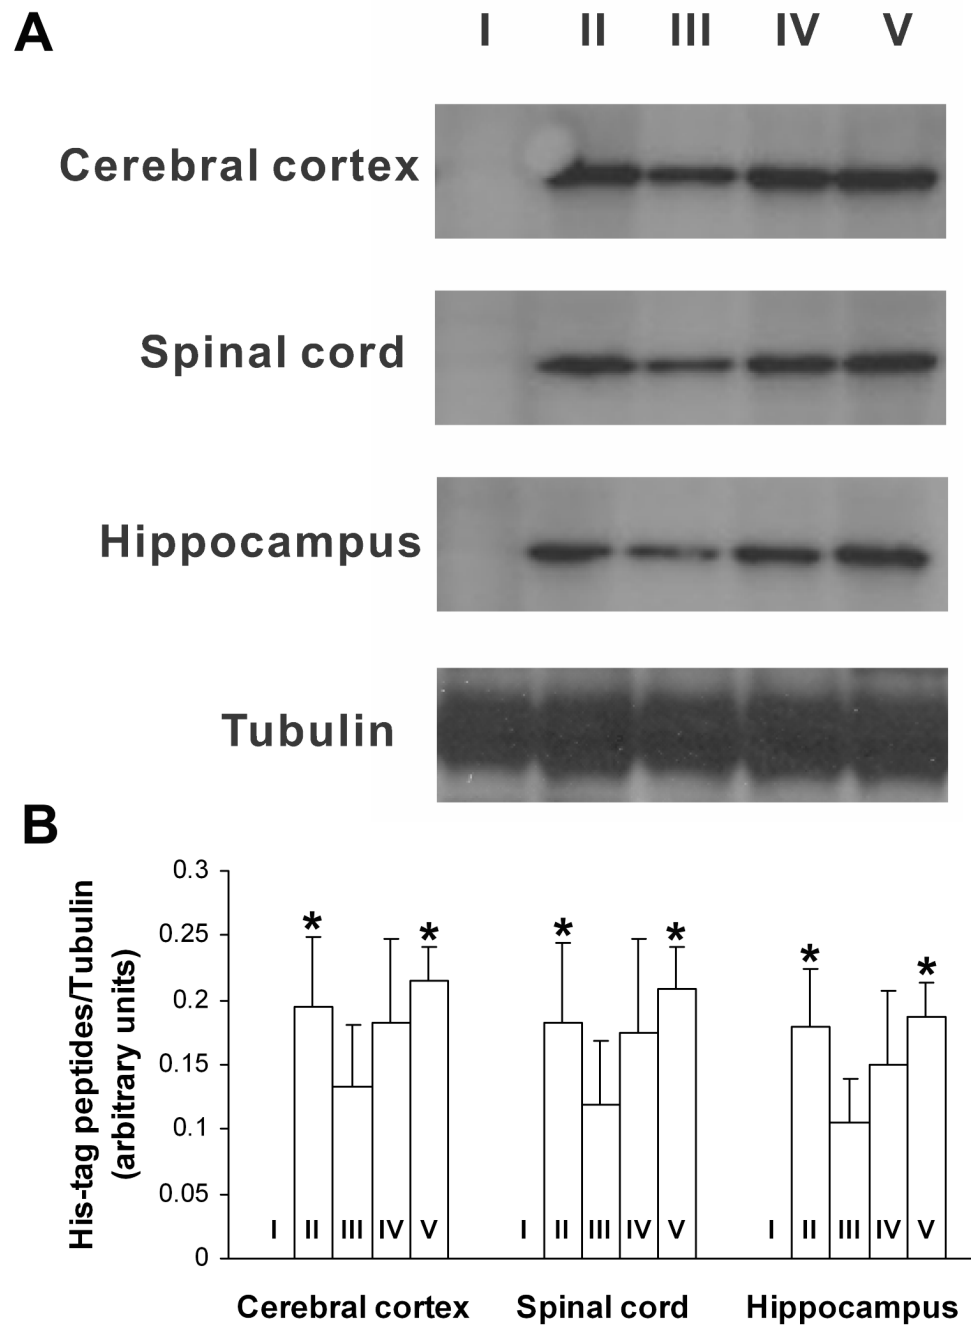 A
I II III IV V
Cerebral cortex
Spinal cord
Hippocampus
Tubulin
B
His-tag peptides/Tubulin
(arbitrary units)
0.3
0.25
0.2
0.15
0.1
0.05
0
* * * * * *
I II III IV V I II III IV V I II III IV V
Cerebral cortex Spinal cord Hippocampus